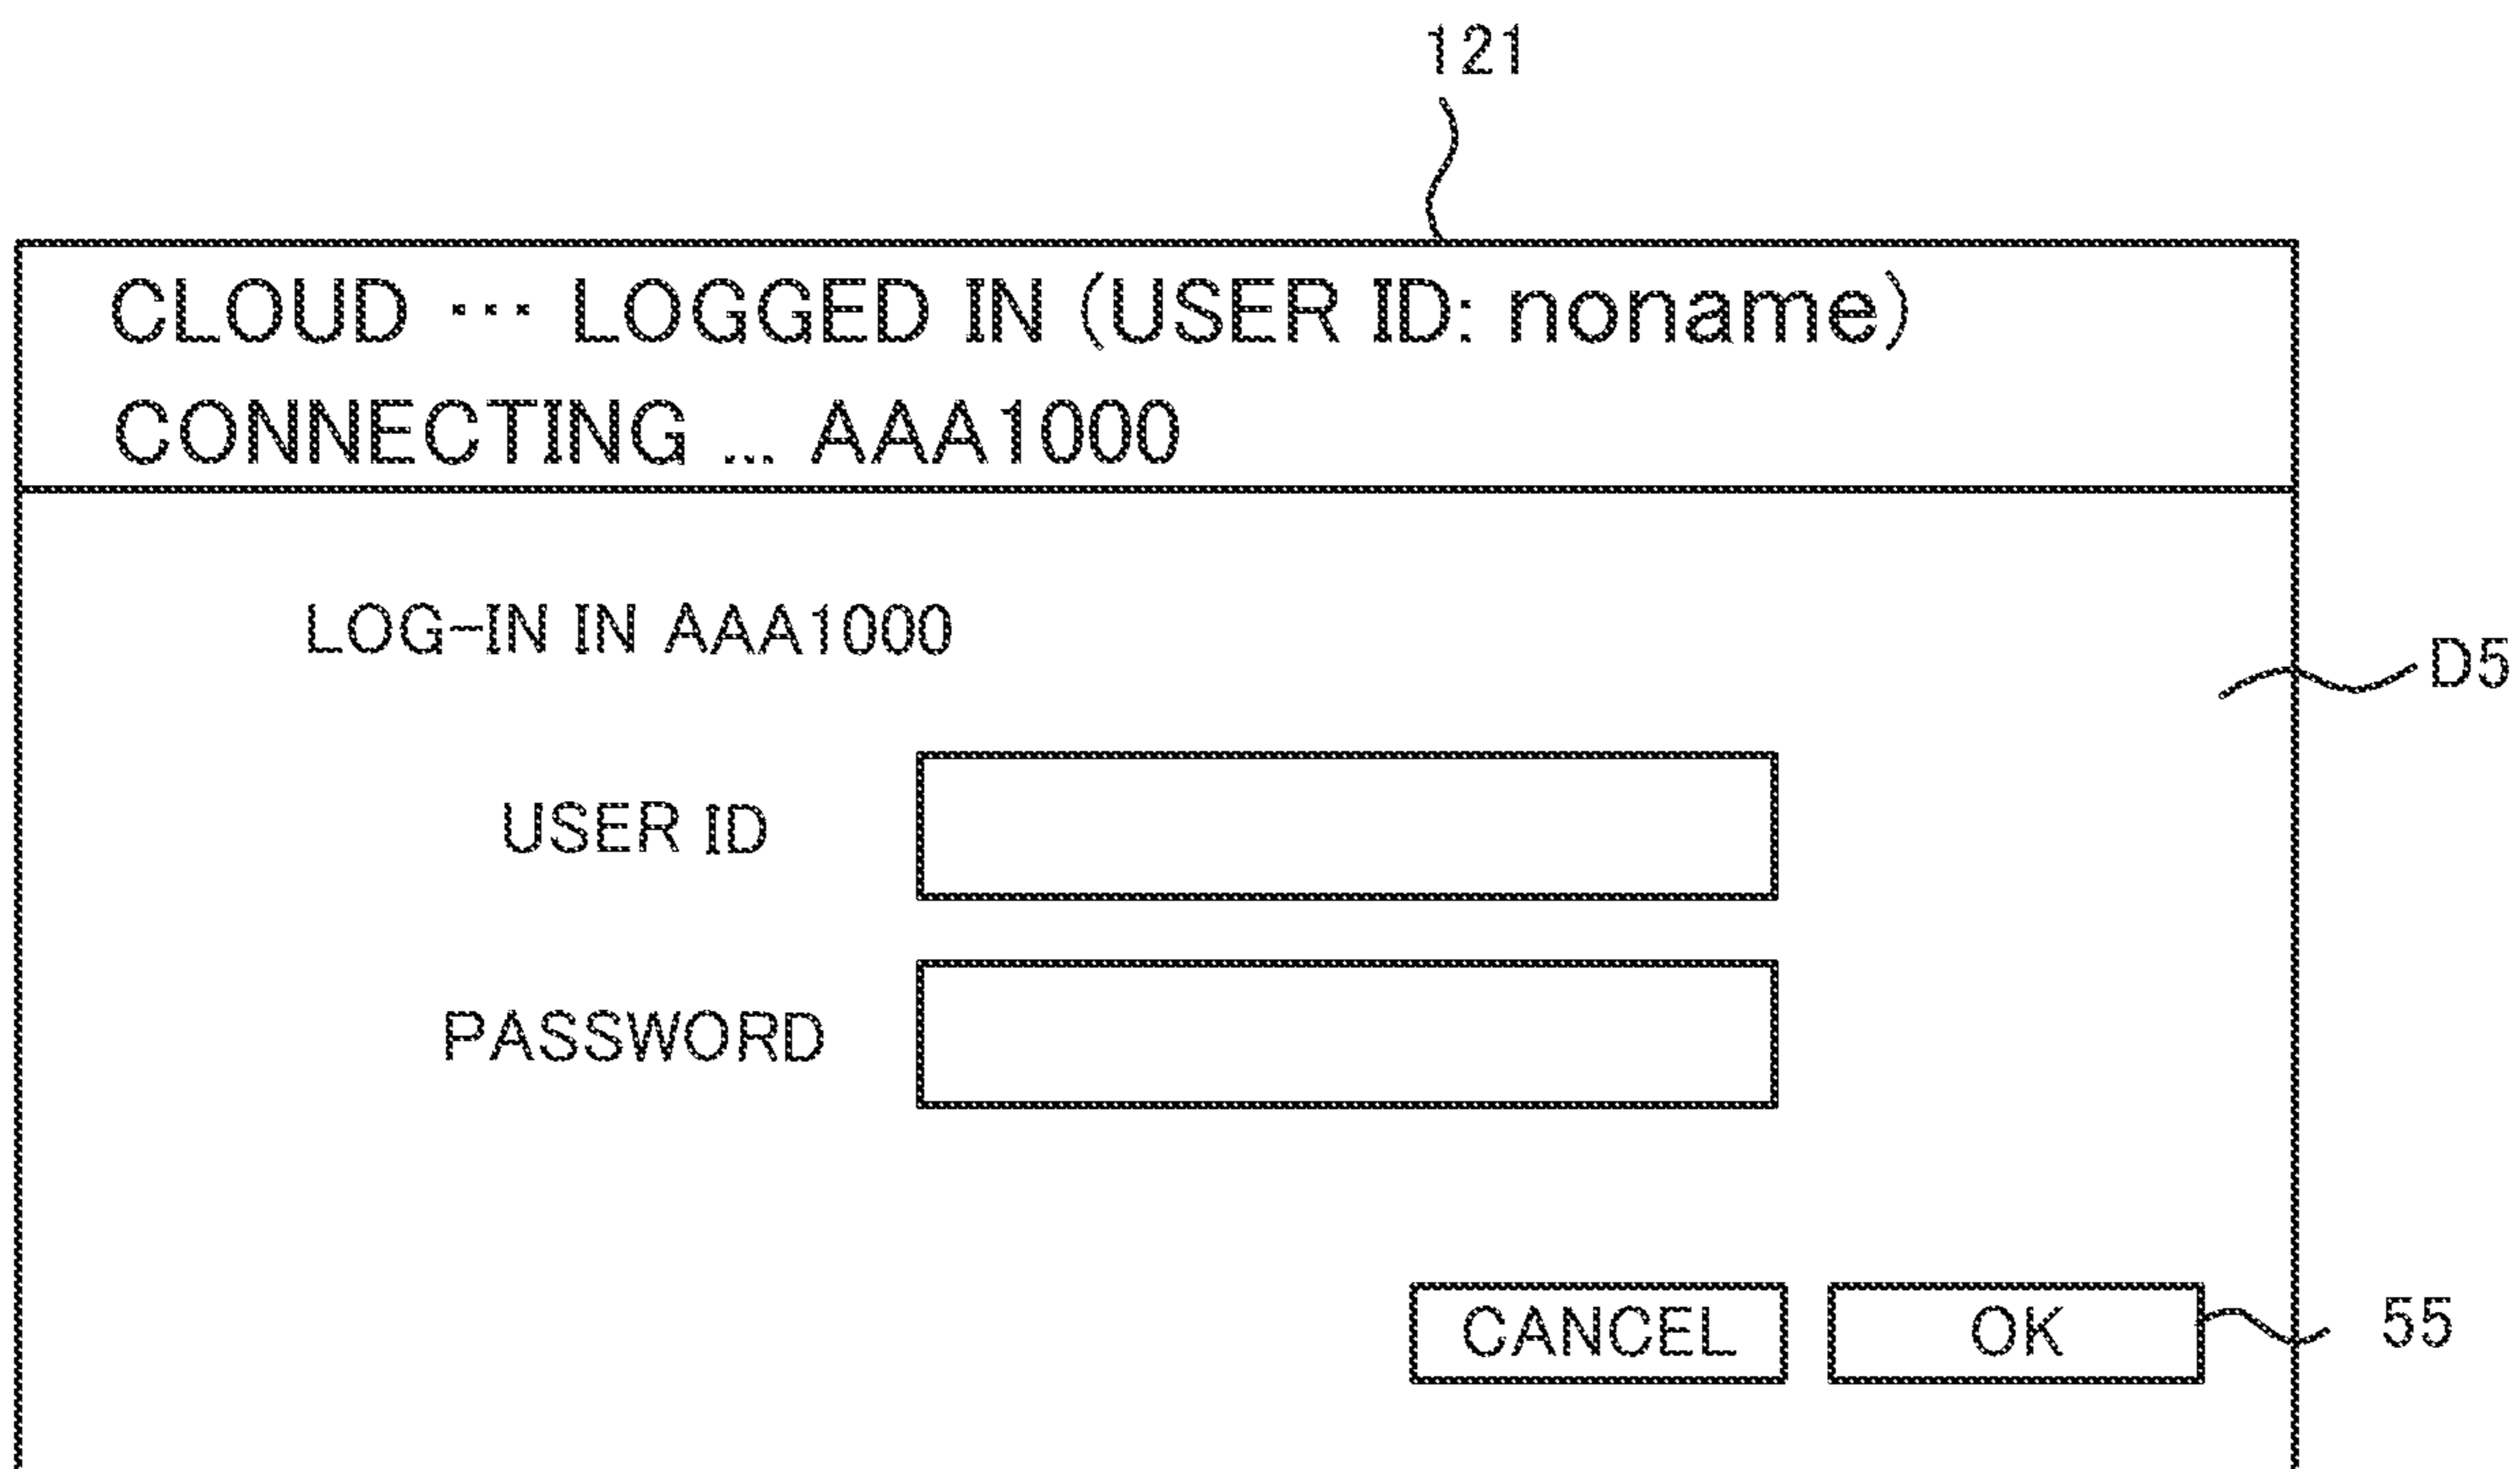 121
CLOUD ··· LOGGED IN (USER ID: noname)
CONNECTING ... AAA1000
LOG-IN IN AAA1000
D5
USER ID
PASSWORD
CANCEL OK 55